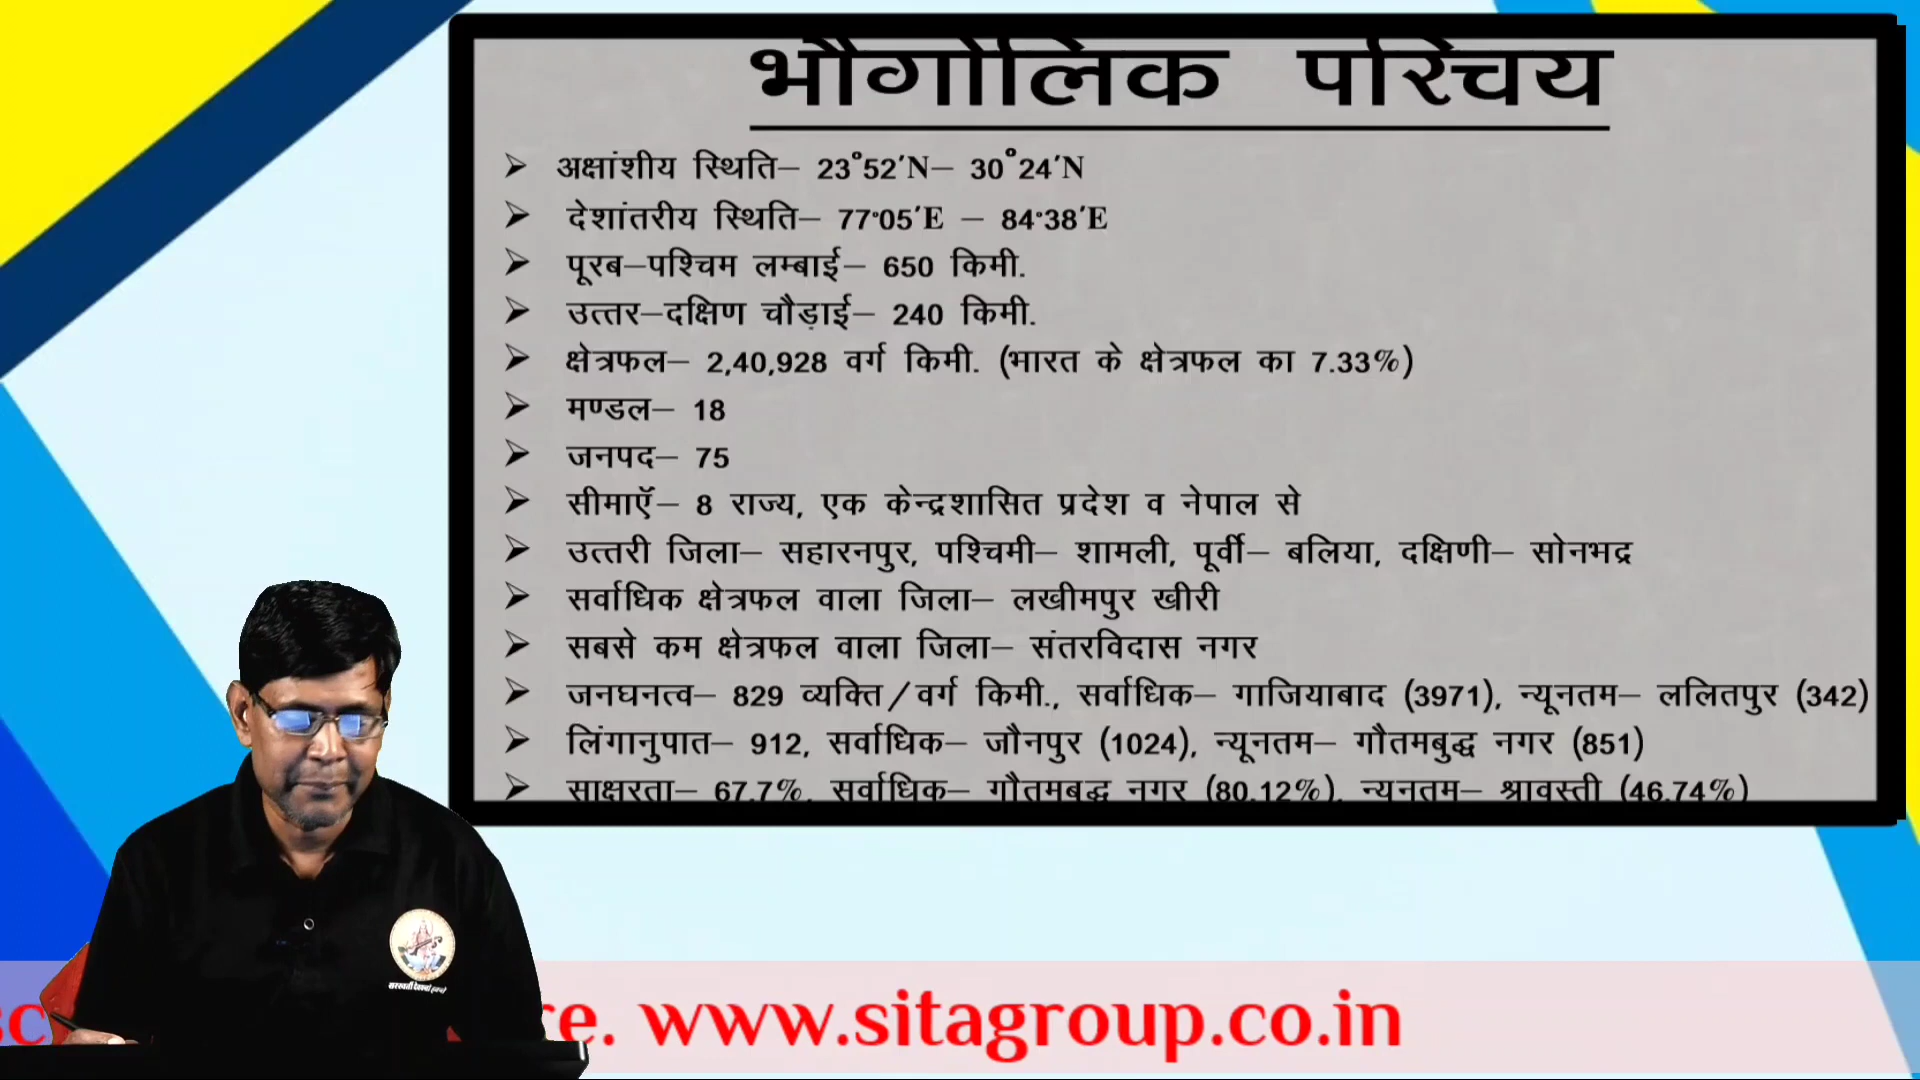 भौगोलिक परिचय
➢ अक्षांशीय स्थिति– 23°52'N– 30°24'N
➢ देशांतरीय स्थिति– 77°05'E – 84°38'E
➢ पूरब–पश्चिम लम्बाई– 650 किमी.
➢ उत्तर–दक्षिण चौड़ाई– 240 किमी.
➢ क्षेत्रफल– 2,40,928 वर्ग किमी. (भारत के क्षेत्रफल का 7.33%)
➢ मण्डल– 18
➢ जनपद– 75
➢ सीमाऍं– 8 राज्य, एक केन्द्रशासित प्रदेश व नेपाल से
➢ उत्तरी जिला– सहारनपुर, पश्चिमी– शामली, पूर्वी– बलिया, दक्षिणी– सोनभद्र
➢ सर्वाधिक क्षेत्रफल वाला जिला– लखीमपुर खीरी
➢ सबसे कम क्षेत्रफल वाला जिला– संतरविदास नगर
➢ जनघनत्व– 829 व्यक्ति/वर्ग किमी., सर्वाधिक– गाजियाबाद (3971), न्यूनतम– ललितपुर (342)
➢ लिंगानुपात– 912, सर्वाधिक– जौनपुर (1024), न्यूनतम– गौतमबुद्ध नगर (851)
➢ साक्षरता– 67.7%, सर्वाधिक– गौतमबुद्ध नगर (80.12%), न्यूनतम– श्रावस्ती (46.74%)
re. www.sitagroup.co.in